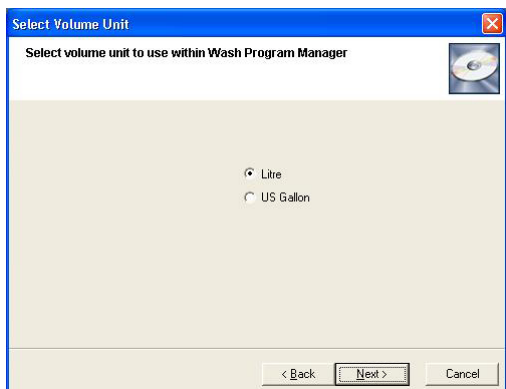 Select Volume Unit
Select volume unit to use within Wash Program Manager
Litre
US Gallon
< Back
Next >
Cancel